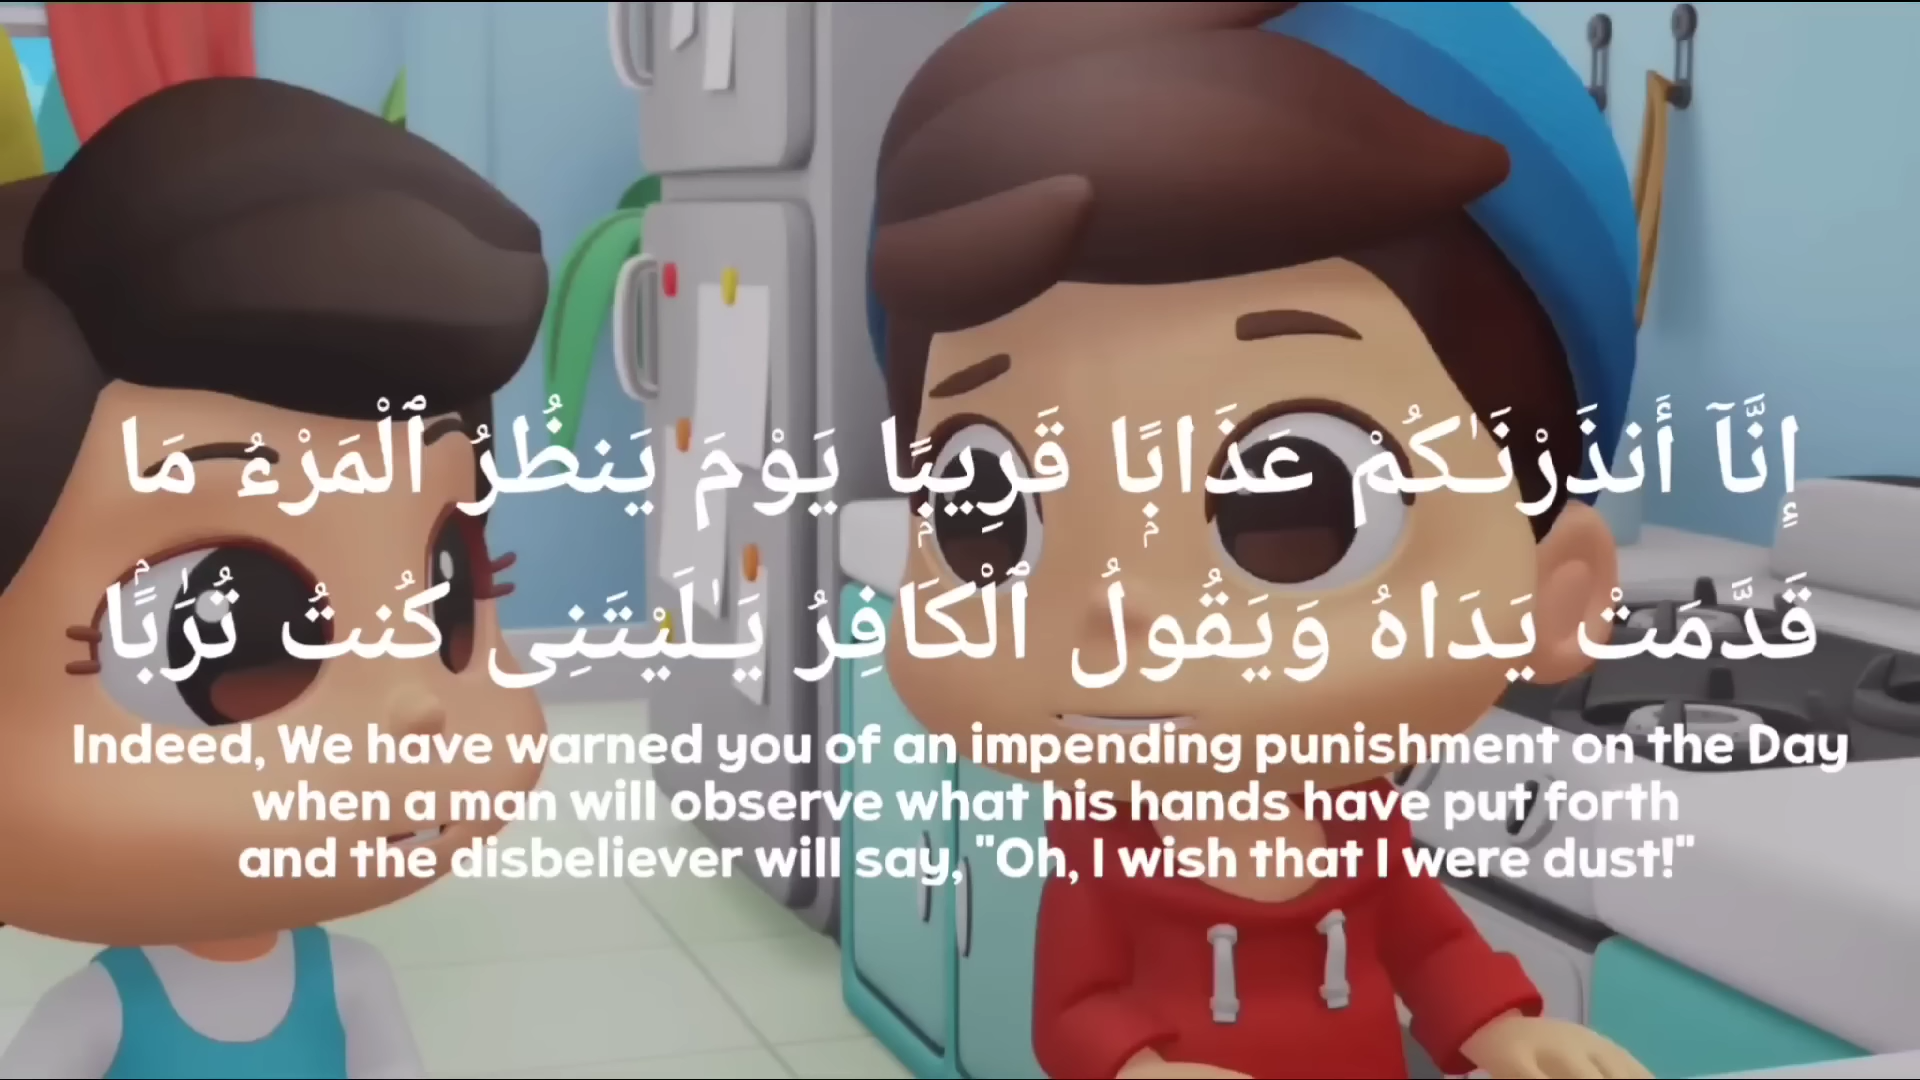 إِنَّآ أَنذَرْنَـٰكُمْ عَذَابًۭا قَرِيبًۭا يَوْمَ يَنظُرُ ٱلْمَرْءُ مَا
قَدَّمَتْ يَدَاهُ وَيَقُولُ ٱلْكَافِرُ يَـٰلَيْتَنِى كُنتُ تُرَٰبًۢا
Indeed, We have warned you of an impending punishment on the Day
when a man will observe what his hands have put forth
and the disbeliever will say, "Oh, I wish that I were dust!"